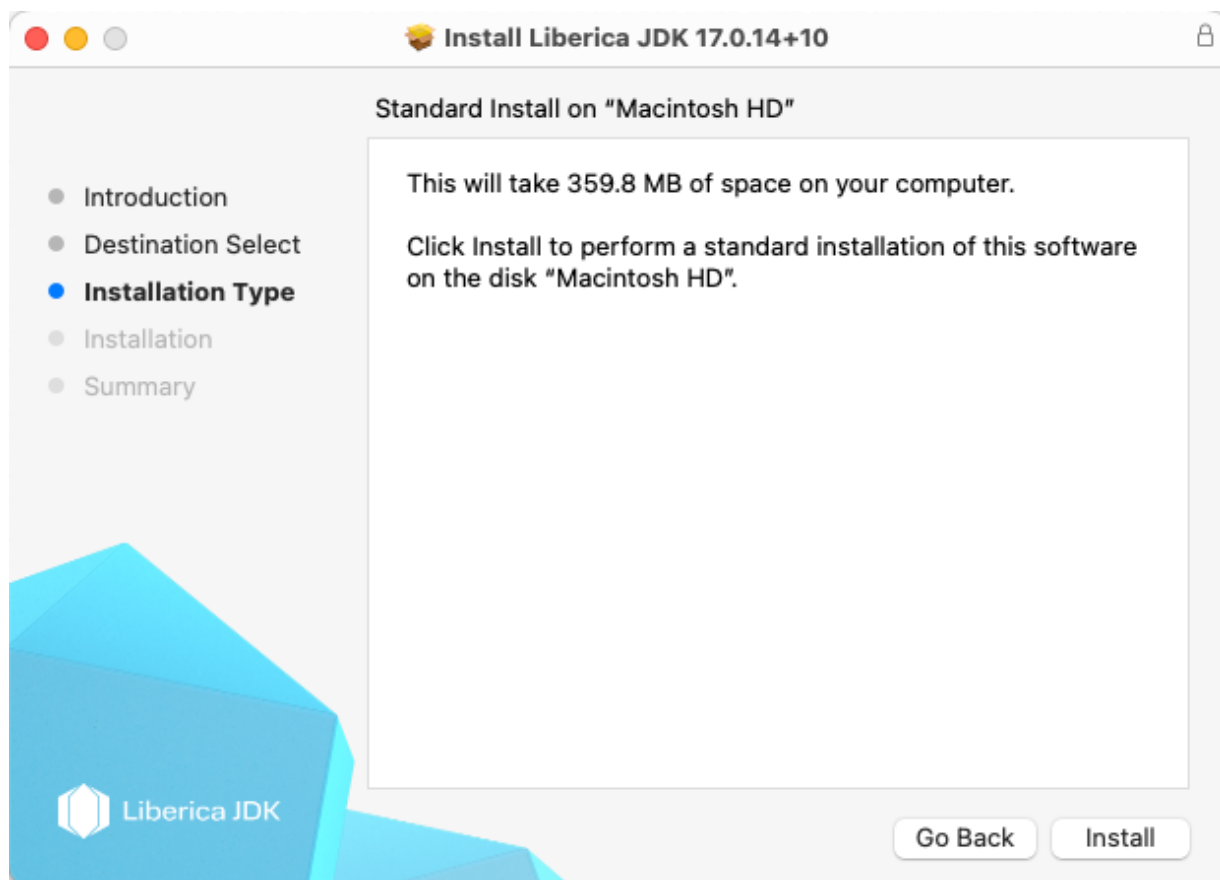 Install Liberica JDK 17.0.14+10
Standard Install on “Macintosh HD”
Introduction
Destination Select
Installation Type
Installation
Summary
This will take 359.8 MB of space on your computer.
Click Install to perform a standard installation of this software
on the disk “Macintosh HD”.
Liberica JDK
Go Back
Install